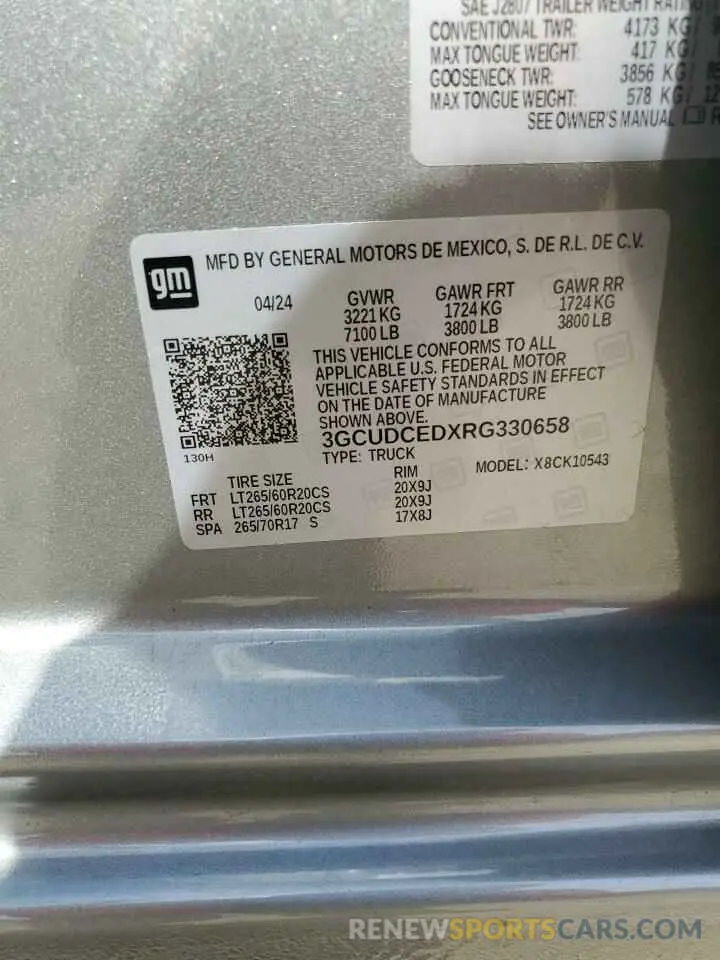 SAE J2807 TRAILER WEIGHT RATING
CONVENTIONAL TWR: 4173 KG/
MAX TONGUE WEIGHT: 417 KG/
GOOSENECK TWR: 3856 KG/
MAX TONGUE WEIGHT: 578 KG/ 12
SEE OWNER'S MANUAL
gm
MFD BY GENERAL MOTORS DE MEXICO, S. DE R.L. DE C.V.
04/24 GVWR GAWR FRT GAWR RR
3221 KG 1724 KG 1724 KG
7100 LB 3800 LB 3800 LB
THIS VEHICLE CONFORMS TO ALL
APPLICABLE U.S. FEDERAL MOTOR
VEHICLE SAFETY STANDARDS IN EFFECT
ON THE DATE OF MANUFACTURE
SHOWN ABOVE.
3GCUDCEDXRG330658
130H
TYPE: TRUCK MODEL: X8CK10543
TIRE SIZE RIM
FRT LT265/60R20CS 20X9J
RR LT265/60R20CS 20X9J
SPA 265/70R17 S 17X8J
RENEWSPORTSCARS.COM